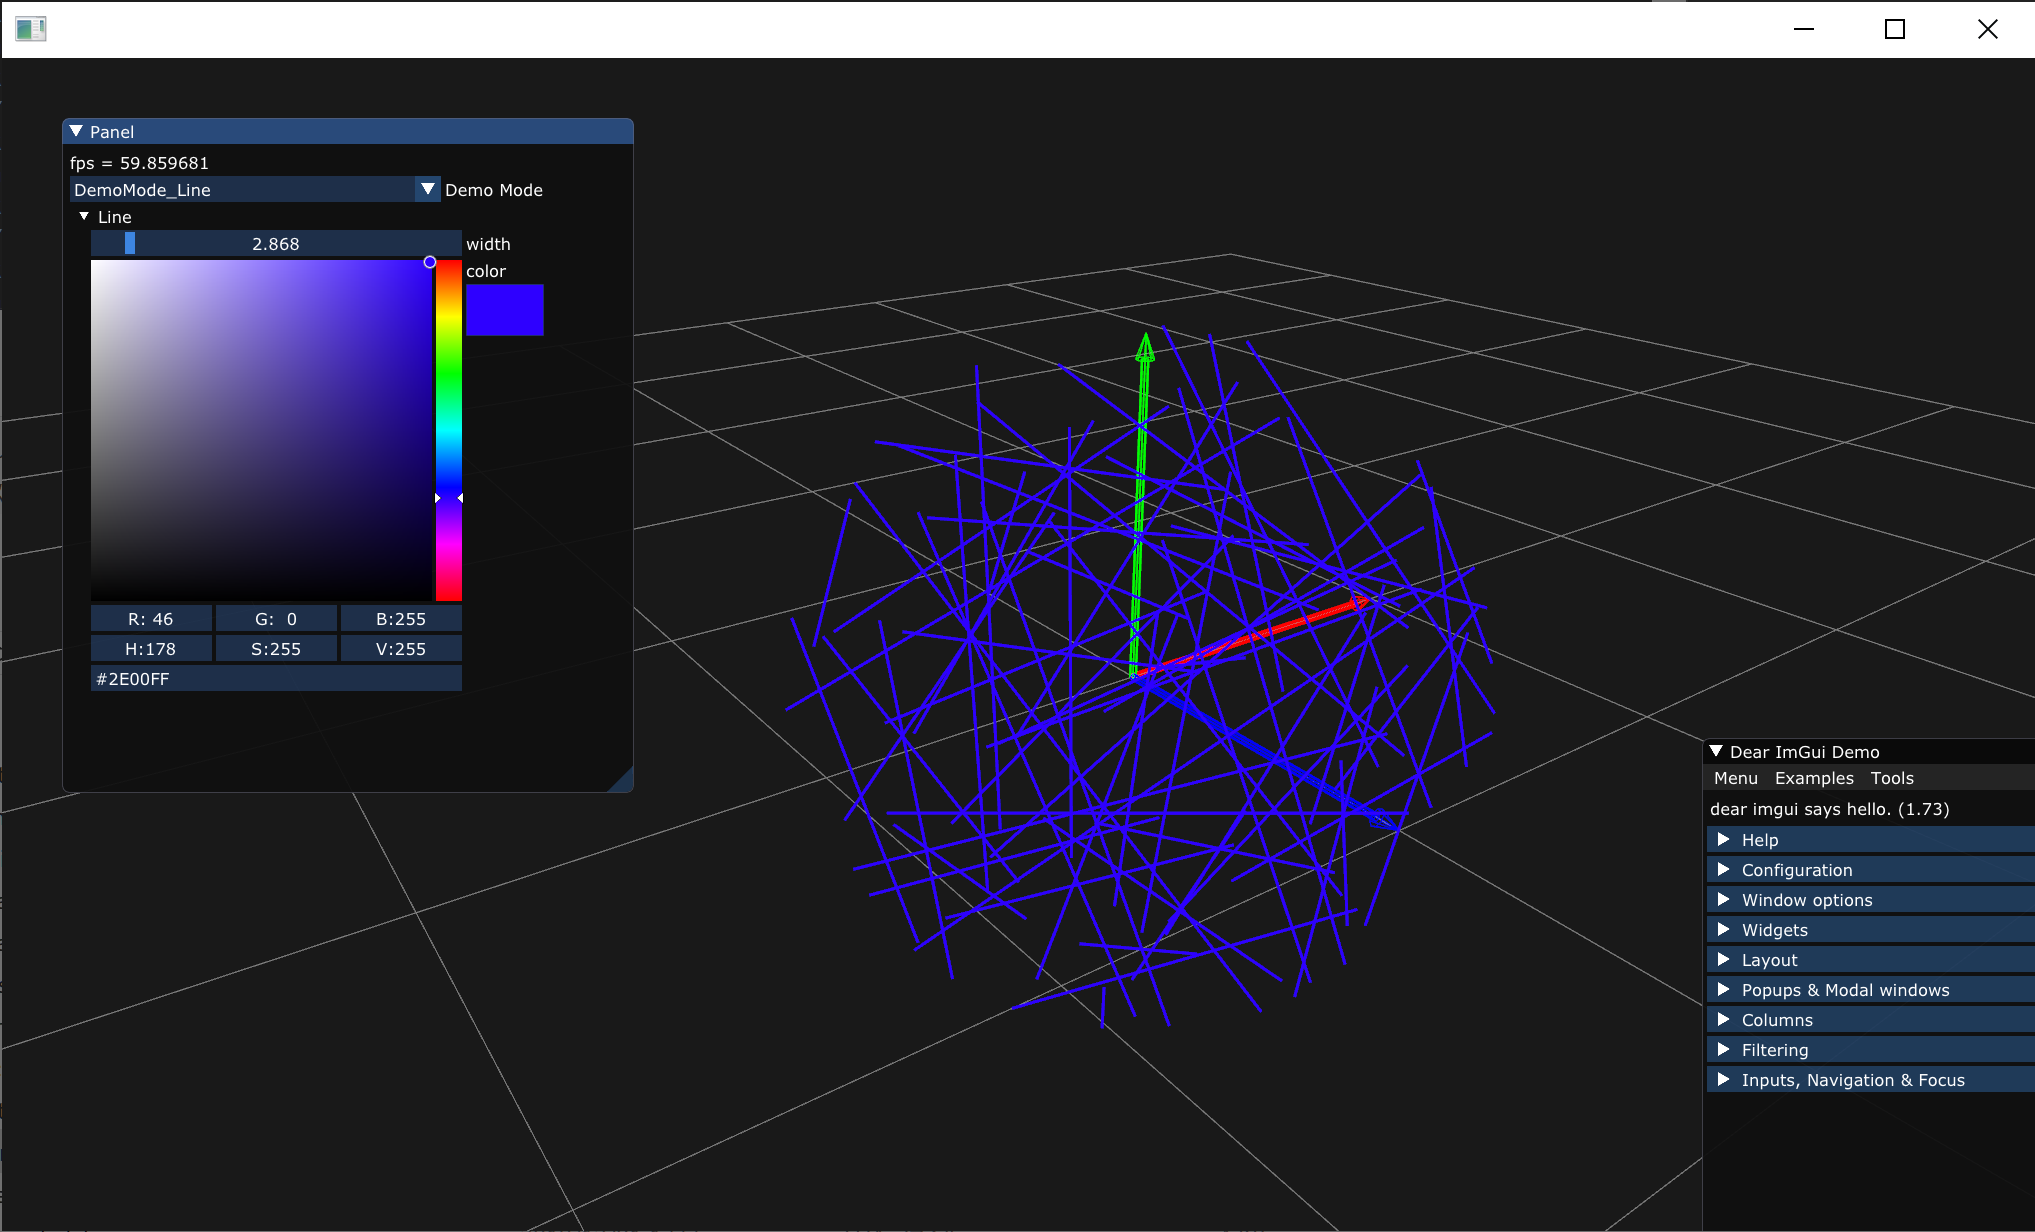 Panel
fps = 59.859681
DemoMode_Line Demo Mode
Line
2.868 width
color
R: 46 G: 0 B:255
H:178 S:255 V:255
#2E00FF
Dear ImGui Demo
Menu Examples Tools
dear imgui says hello. (1.73)
Help
Configuration
Window options
Widgets
Layout
Popups & Modal windows
Columns
Filtering
Inputs, Navigation & Focus